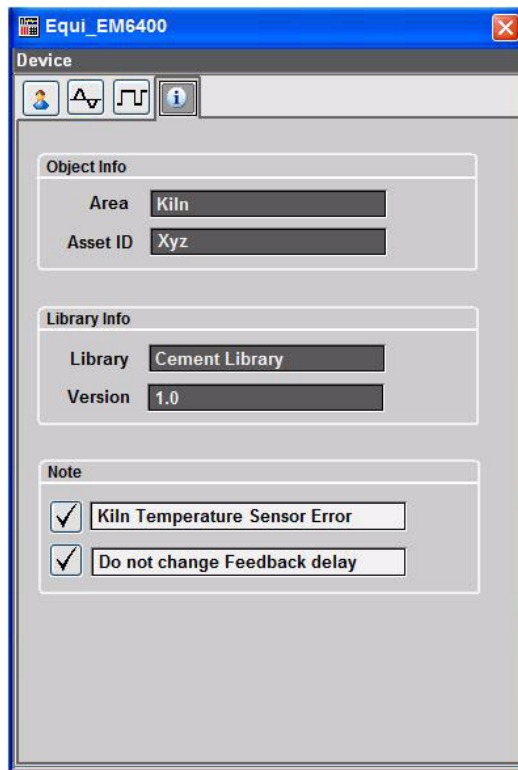 Equi_EM6400
Device
Object Info
Area Kiln
Asset ID Xyz
Library Info
Library Cement Library
Version 1.0
Note
Kiln Temperature Sensor Error
Do not change Feedback delay